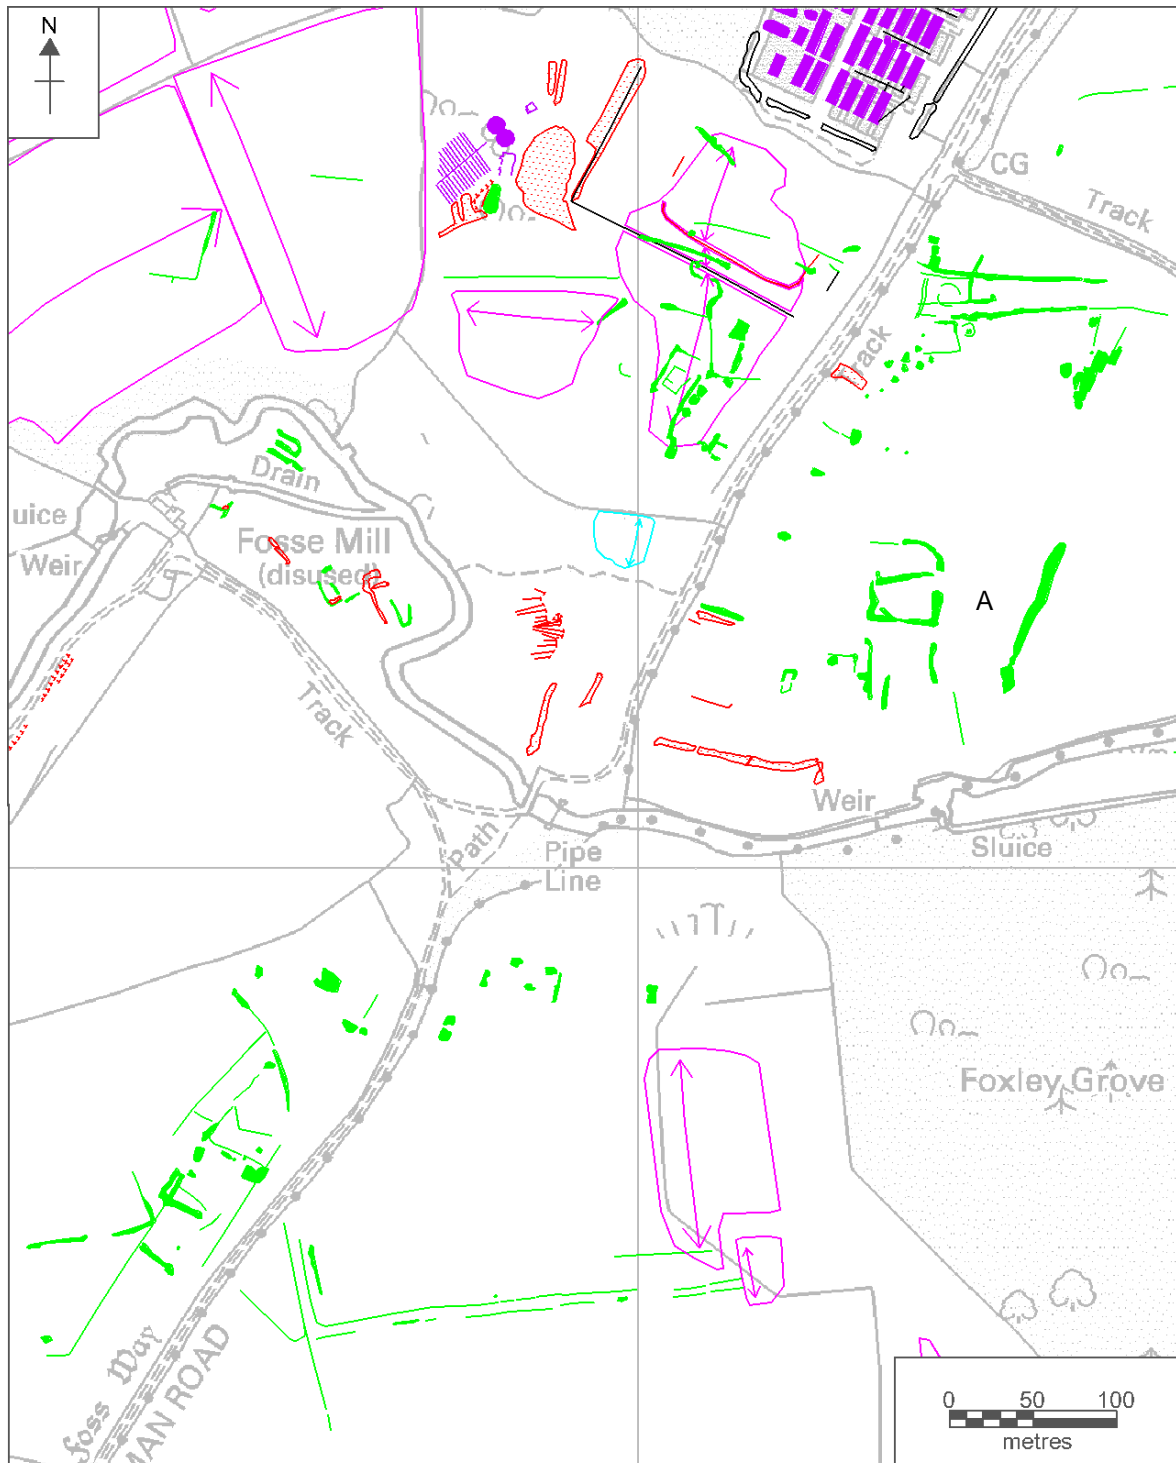 N
CG
Track
Track
Drain
uice
Fosse Mill
(disused)
Weir
A
Track
Weir
Path
Pipe
Line
Sluice
Foxley Grove
Foss Way
MAN ROAD
0 50 100
metres